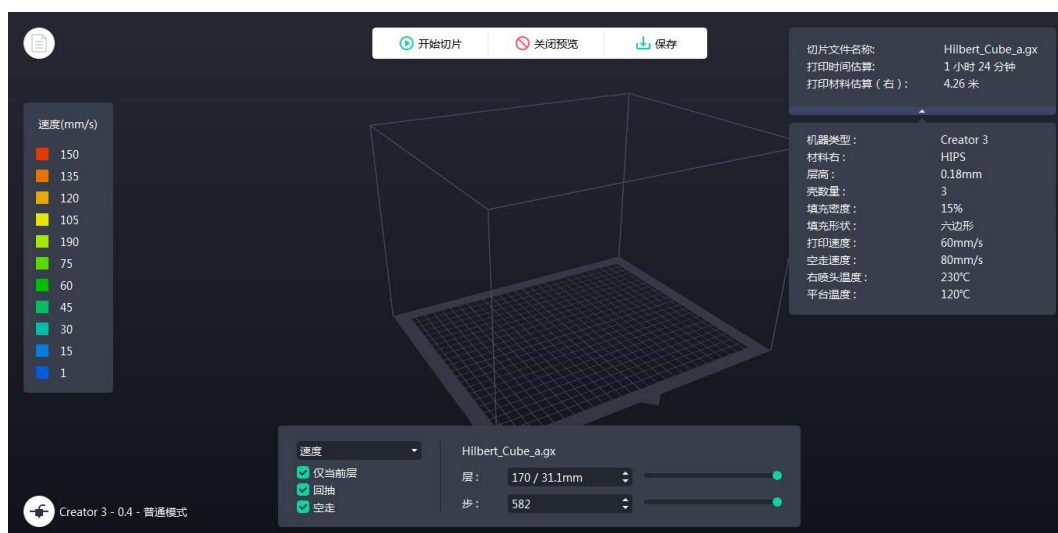 开始切片 关闭预览 保存
切片文件名称: Hilbert_Cube_a.gx
打印时间估算: 1 小时 24 分钟
打印材料估算 ( 右 ) : 4.26 米
速度(mm/s)
150
135
120
105
190
75
60
45
30
15
1
机器类型 : Creator 3
材料右 : HIPS
层高 : 0.18mm
壳数量 : 3
填充密度 : 15%
填充形状 : 六边形
打印速度 : 60mm/s
空走速度 : 80mm/s
右喷头温度 : 230℃
平台温度 : 120℃
速度
仅当前层
回抽
空走
Hilbert_Cube_a.gx
层 : 170 / 31.1mm
步 : 582
Creator 3 - 0.4 - 普通模式